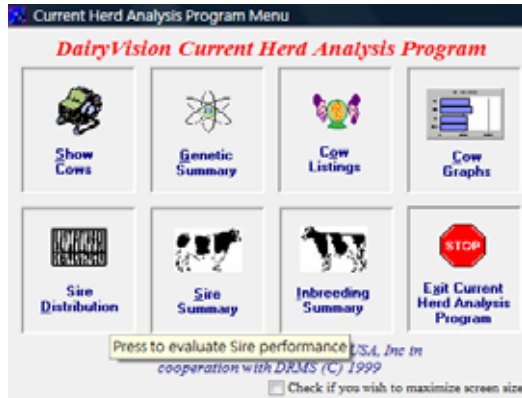 Current Herd Analysis Program Menu
DairyVision Current Herd Analysis Program
Show
Cows
Genetic
Summary
Cow
Listings
Cow
Graphs
Sire
Distribution
Sire
Summary
Inbreeding
Summary
STOP
Exit Current
Herd Analysis
Program
Press to evaluate Sire performance
USA, Inc in
cooperation with DRMS (C) 1999
Check if you wish to maximize screen size